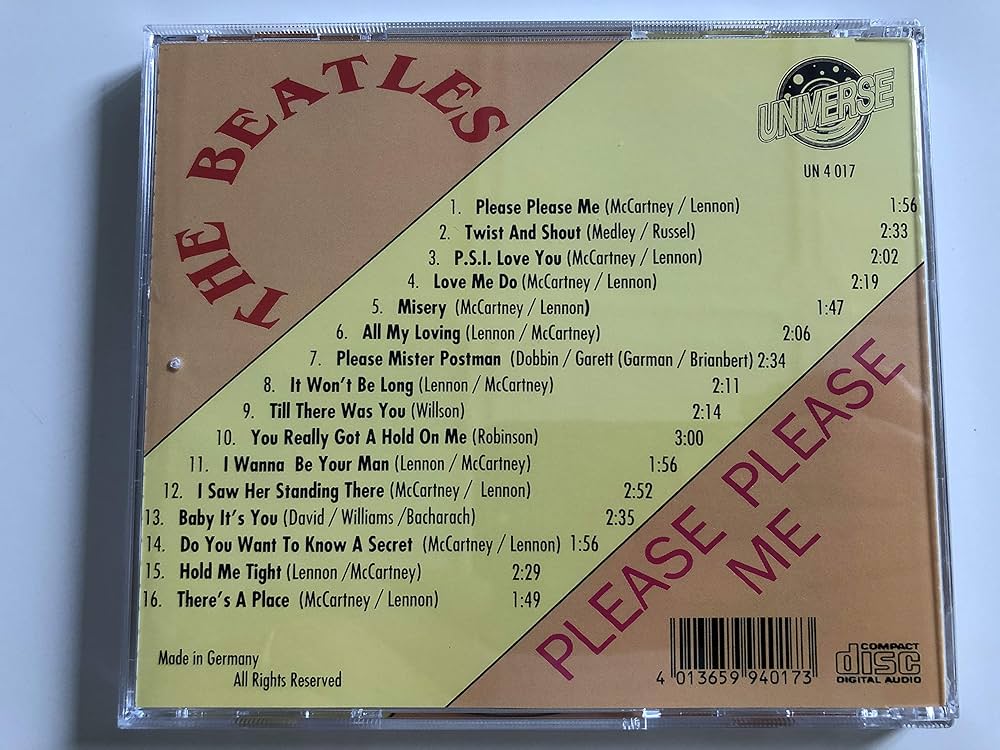 THE BEATLES
UNIVERSE
UN 4 017
1. Please Please Me (McCartney / Lennon) 1:56
2. Twist And Shout (Medley / Russel) 2:33
3. P.S.I. Love You (McCartney / Lennon) 2:02
4. Love Me Do (McCartney / Lennon) 2:19
5. Misery (McCartney / Lennon) 1:47
6. All My Loving (Lennon / McCartney) 2:06
7. Please Mister Postman (Dobbin / Garett (Garman / Brianbert) 2:34
8. It Won't Be Long (Lennon / McCartney) 2:11
9. Till There Was You (Willson) 2:14
10. You Really Got A Hold On Me (Robinson) 3:00
11. I Wanna Be Your Man (Lennon / McCartney) 1:56
12. I Saw Her Standing There (McCartney / Lennon) 2:52
13. Baby It's You (David / Williams /Bacharach) 2:35
14. Do You Want To Know A Secret (McCartney / Lennon) 1:56
15. Hold Me Tight (Lennon /McCartney) 2:29
16. There's A Place (McCartney / Lennon) 1:49
PLEASE PLEASE
ME
Made in Germany
All Rights Reserved
4 013659 940173
COMPACT
disc
DIGITAL AUDIO